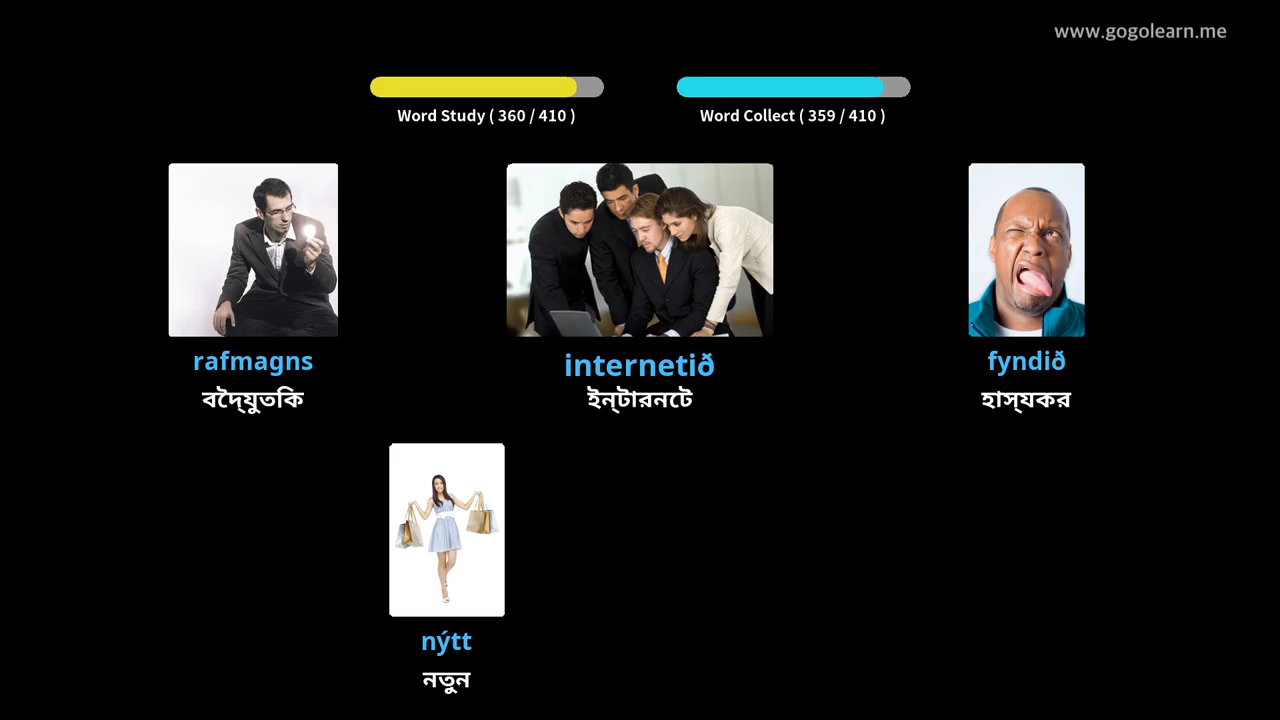 www.gogolearn.me
Word Study ( 360 / 410 )
Word Collect ( 359 / 410 )
rafmagns
internetið
fyndið
বৈদ্যুতিক
ইন্টারনেট
হাস্যকর
nýtt
নতুন